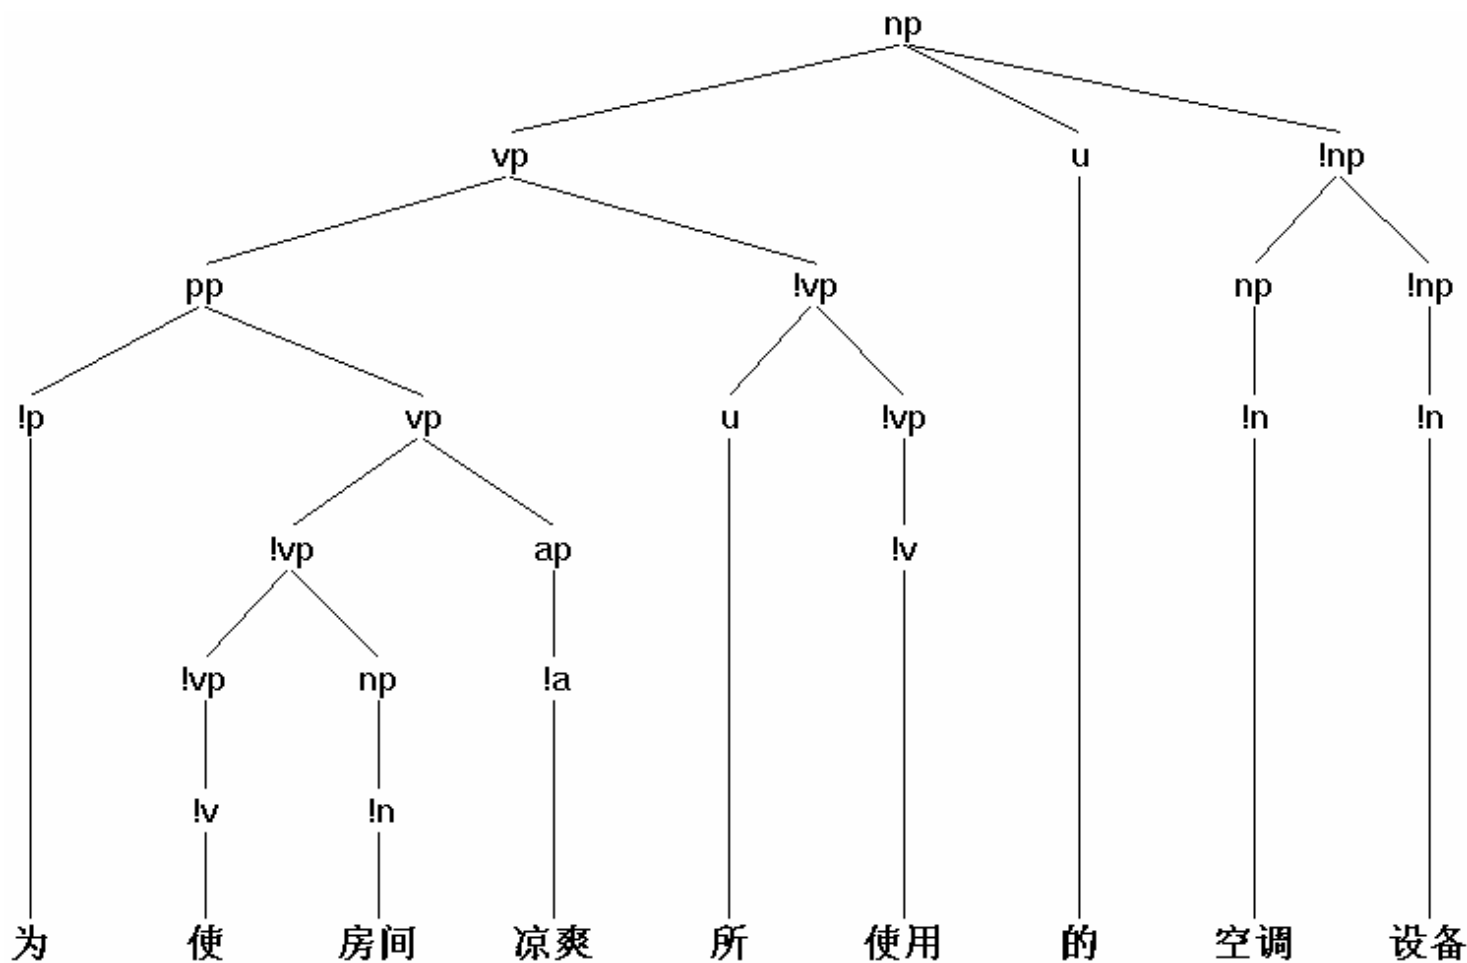 np
vp u !np
pp !vp np !np
!p vp u !vp !n !n
!vp ap !v
!vp np !a
!v !n
为 使 房间 凉爽 所 使用 的 空调 设备